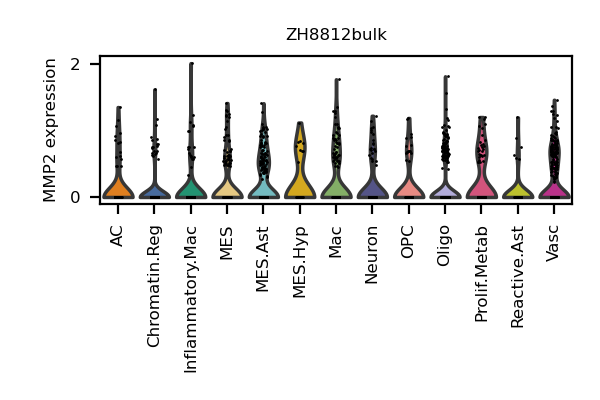 ZH8812bulk
MMP2 expression
2
0
AC
Chromatin.Reg
Inflammatory.Mac
MES
MES.Ast
MES.Hyp
Mac
Neuron
OPC
Oligo
Prolif.Metab
Reactive.Ast
Vasc